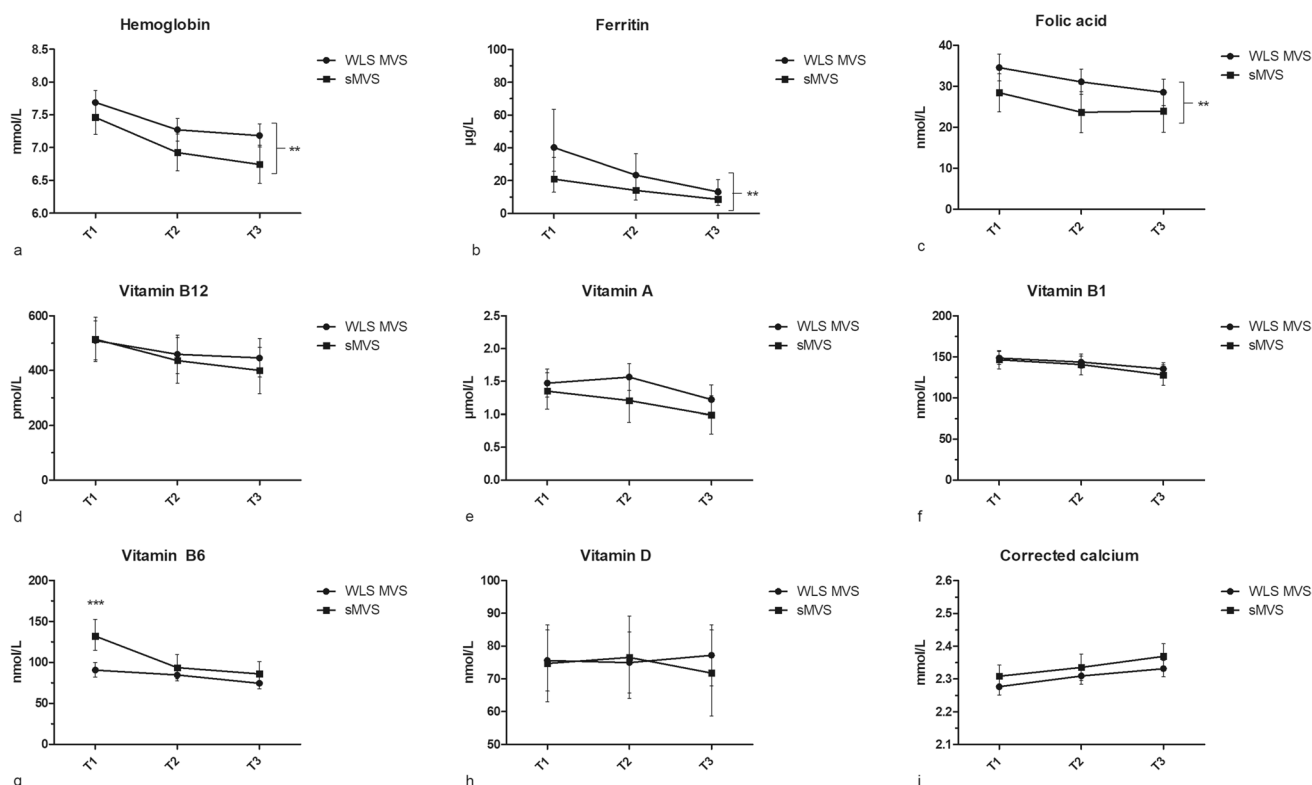 Hemoglobin
8.5
8.0
7.5
7.0
6.5
6.0
mmol/L
T1
T2
T3
WLS MVS
sMVS
**
a
Ferritin
100
80
60
40
20
0
µg/L
T1
T2
T3
WLS MVS
sMVS
**
b
Folic acid
40
30
20
10
0
nmol/L
T1
T2
T3
WLS MVS
sMVS
**
c
Vitamin B12
600
400
200
0
pmol/L
T1
T2
T3
WLS MVS
sMVS
d
Vitamin A
2.5
2.0
1.5
1.0
0.5
0.0
µmol/L
T1
T2
T3
WLS MVS
sMVS
e
Vitamin B1
200
150
100
50
0
nmol/L
T1
T2
T3
WLS MVS
sMVS
f
Vitamin B6
200
150
100
50
0
nmol/L
***
T1
T2
T3
WLS MVS
sMVS
g
Vitamin D
100
90
80
70
60
50
nmol/L
T1
T2
T3
WLS MVS
sMVS
h
Corrected calcium
2.6
2.5
2.4
2.3
2.2
2.1
mmol/L
T1
T2
T3
WLS MVS
sMVS
i